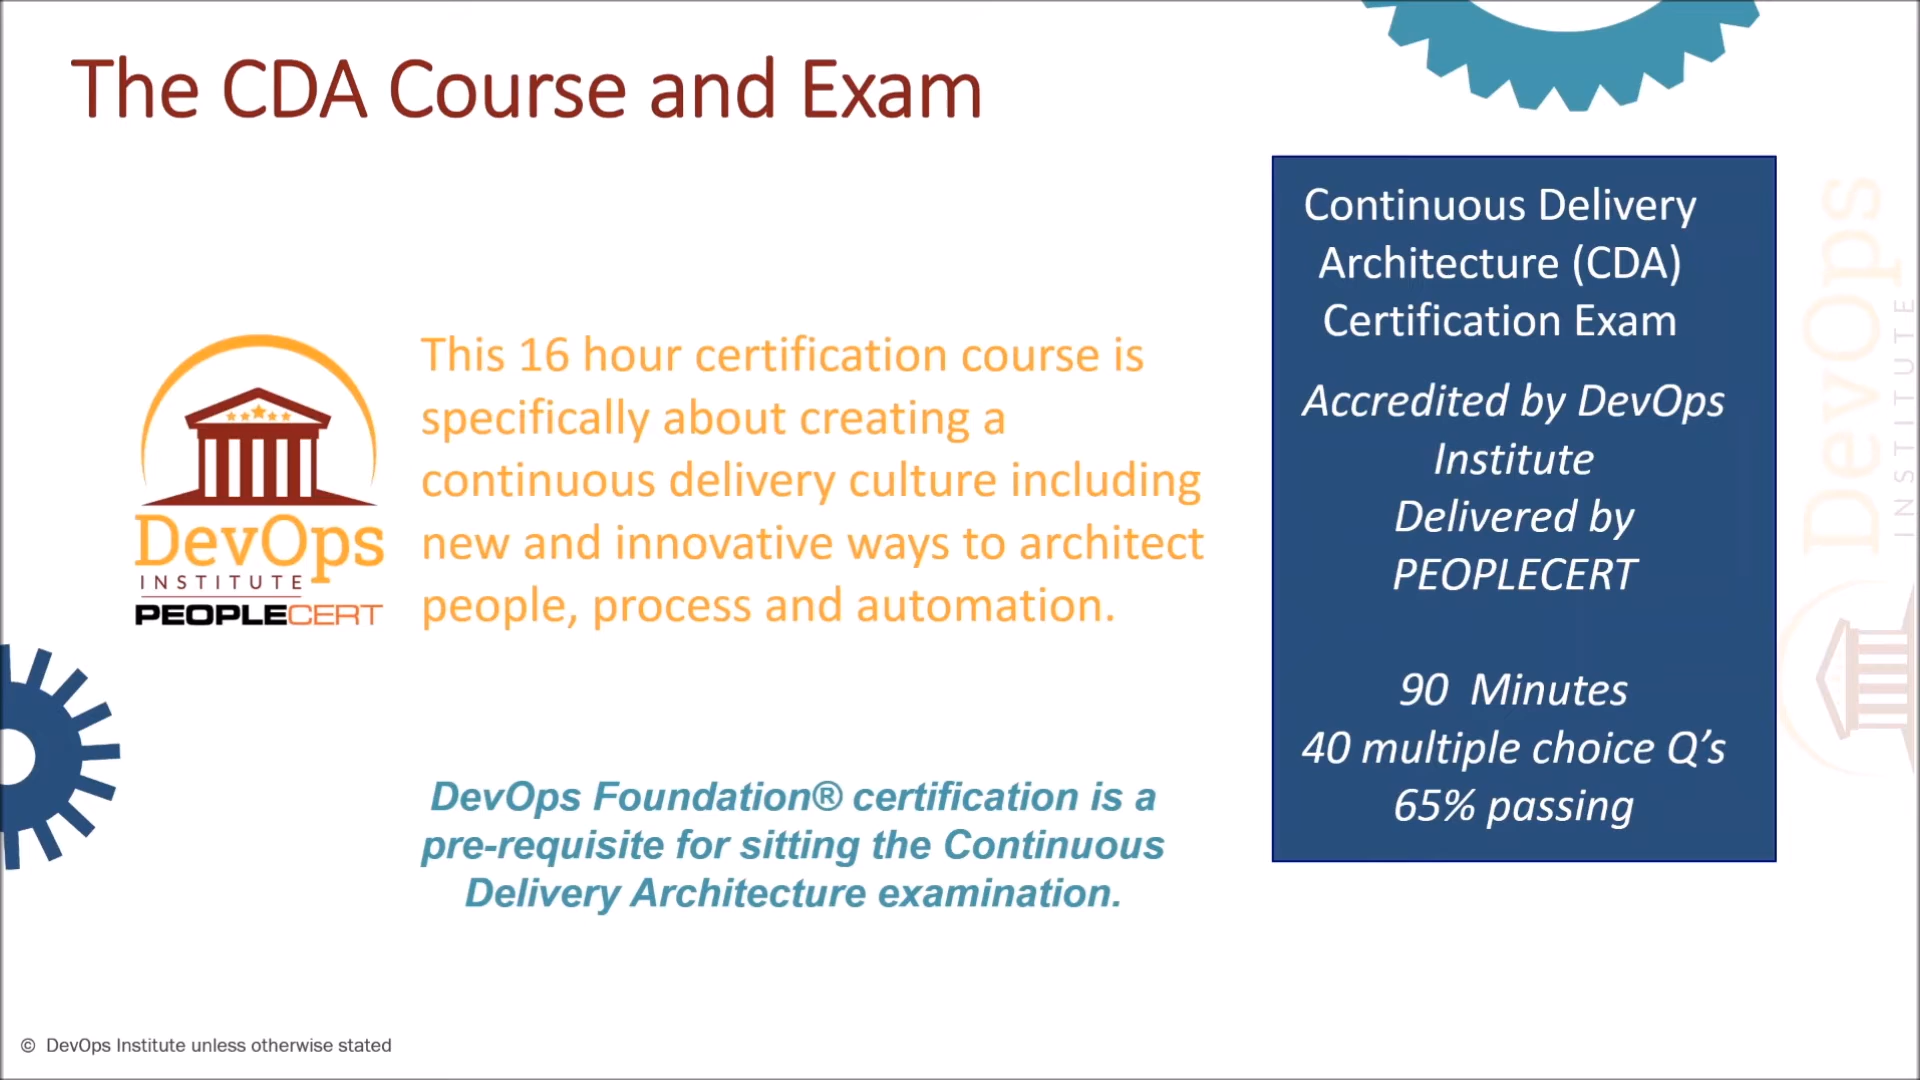 The CDA Course and Exam
DevOps
INSTITUTE
PEOPLECERT
This 16 hour certification course is
specifically about creating a
continuous delivery culture including
new and innovative ways to architect
people, process and automation.
DevOps Foundation® certification is a
pre-requisite for sitting the Continuous
Delivery Architecture examination.
Continuous Delivery
Architecture (CDA)
Certification Exam
Accredited by DevOps
Institute
Delivered by
PEOPLECERT
90 Minutes
40 multiple choice Q’s
65% passing
DevOps
INSTITUTE
© DevOps Institute unless otherwise stated